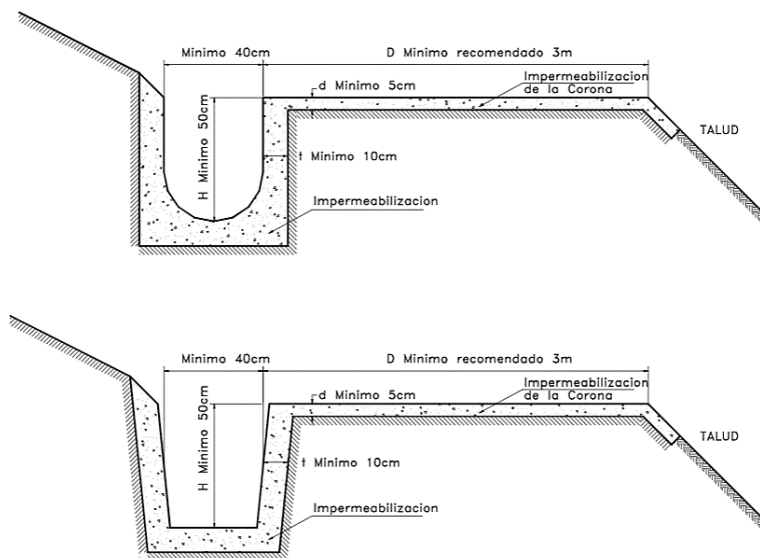 Minimo 40cm
D Minimo recomendado 3m
d Minimo 5cm
Impermeabilizacion
de la Corona
H Minimo 50cm
TALUD
t Minimo 10cm
Impermeabilizacion
Minimo 40cm
D Minimo recomendado 3m
d Minimo 5cm
Impermeabilizacion
de la Corona
H Minimo 50cm
TALUD
t Minimo 10cm
Impermeabilizacion